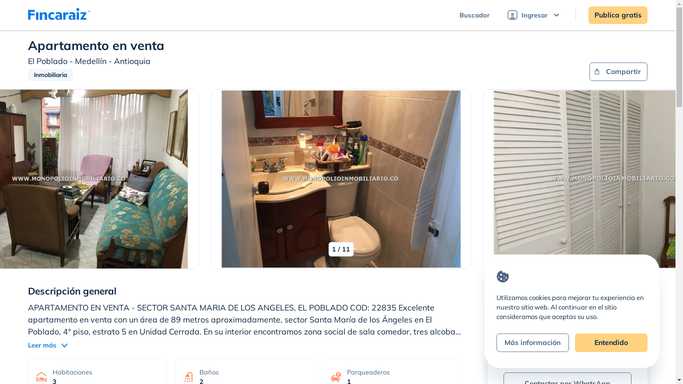 Fincaraiz
Buscador
Ingresar
Publica gratis
Apartamento en venta
El Poblado - Medellín - Antioquia
Inmobiliaria
Compartir
WWW.MONOPOLIOINMOBILIARIO.CO
WWW.MONOPOLIOINMOBILIARIO.CO
WWW.MONOPOLIOINMOBILIARIO.CO
1 / 11
Descripción general
APARTAMENTO EN VENTA - SECTOR SANTA MARIA DE LOS ANGELES, EL POBLADO COD: 22835 Excelente
apartamento en venta con un área de 89 metros aproximadamente, sector Santa María de los Ángeles en El
Poblado, 4° piso, estrato 5 en Unidad Cerrada. En su interior encontramos zona social de sala comedor, tres alcoba...
Leer más
Habitaciones
3
Baños
2
Parqueaderos
1
Utilizamos cookies para mejorar tu experiencia en
nuestro sitio web. Al continuar en el sitio
consideramos que aceptas su uso.
Más información
Entendido
Contactar por WhatsApp